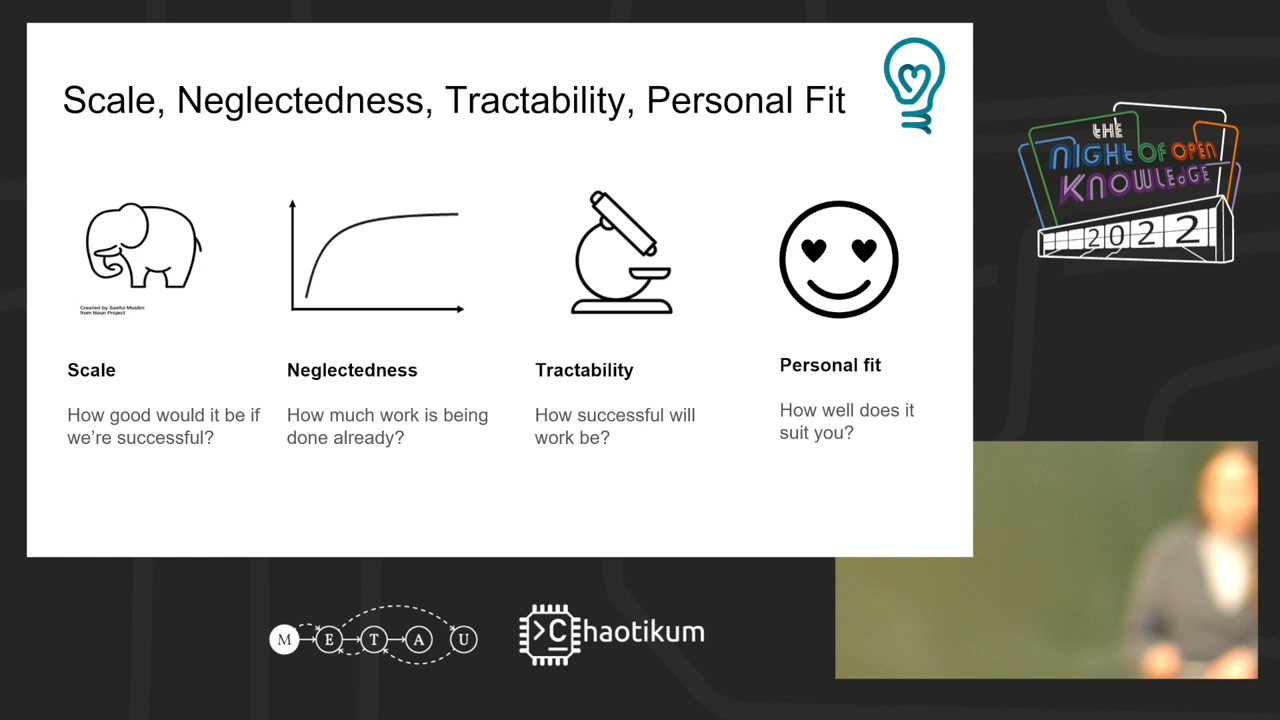 Scale, Neglectedness, Tractability, Personal Fit
Created by Saeful Muslim
from Noun Project
Scale
How good would it be if
we’re successful?
Neglectedness
How much work is being
done already?
Tractability
How successful will
work be?
Personal fit
How well does it
suit you?
THE
NIGHT OF OPEN
KNOWLEDGE
2022
M E T A U
>C_haotikum